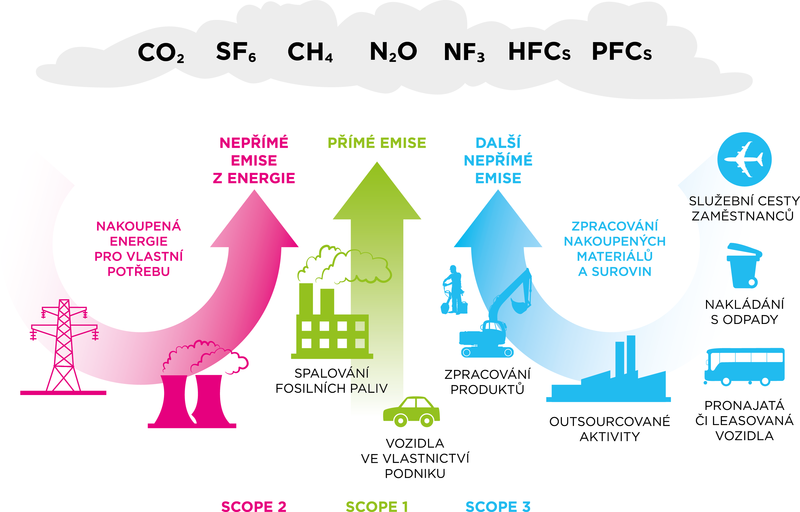 CO₂ SF₆ CH₄ N₂O NF₃ HFCs PFCs
NEPŘÍMÉ
EMISE
Z ENERGIE
PŘÍMÉ EMISE
DALŠÍ
NEPŘÍMÉ
EMISE
NAKOUPENÁ
ENERGIE
PRO VLASTNÍ
POTŘEBU
ZPRACOVÁNÍ
NAKOUPENÝCH
MATERIÁLŮ
A SUROVIN
SLUŽEBNÍ CESTY
ZAMĚSTNANCŮ
NAKLÁDÁNÍ
S ODPADY
SPALOVÁNÍ
FOSILNÍCH PALIV
ZPRACOVÁNÍ
PRODUKTŮ
OUTSOURCOVANÉ
AKTIVITY
PRONAJATÁ
ČI LEASOVANÁ
VOZIDLA
VOZIDLA
VE VLASTNICTVÍ
PODNIKU
SCOPE 2 SCOPE 1 SCOPE 3